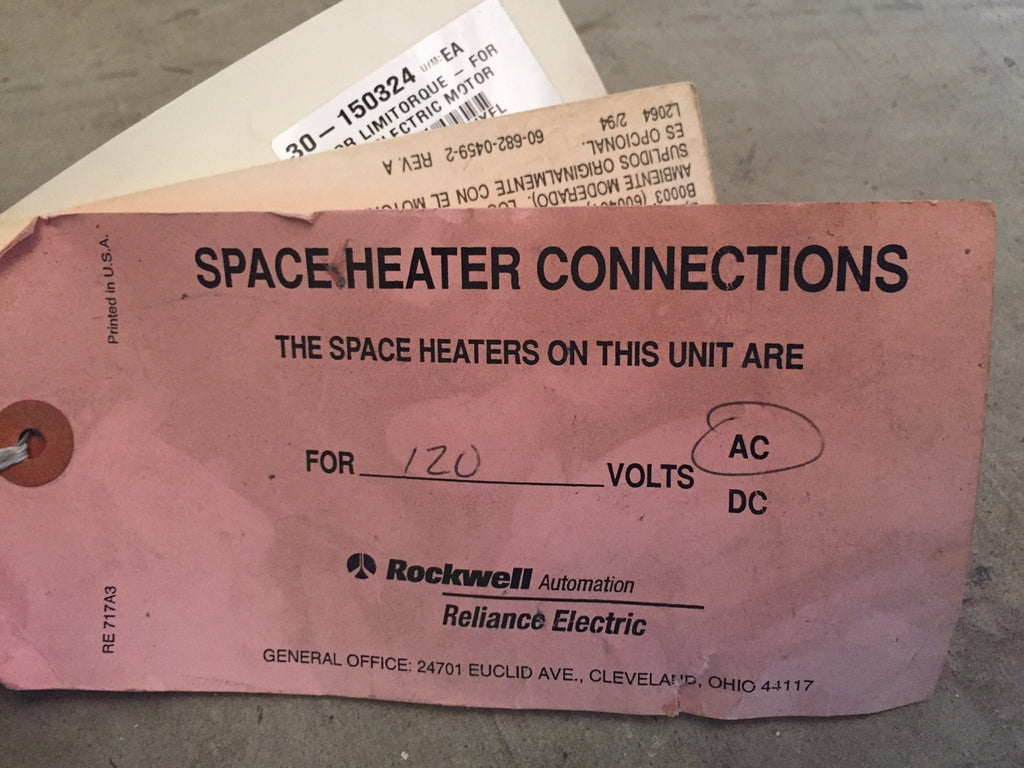 30-150324 U/M: EA
OR LIMITORQUE - FOR
ELECTRIC MOTOR
60-682-0459-2 REV. A
L2064 2/94
ES OPCIONAL.
SUPLIDOS ORIGINALMENTE CON EL MOTOR
AMBIENTE MODERADO).
B0003
Printed in U.S.A.
SPACE HEATER CONNECTIONS
THE SPACE HEATERS ON THIS UNIT ARE
FOR 120 VOLTS AC
DC
Rockwell Automation
Reliance Electric
RE 717A3
GENERAL OFFICE: 24701 EUCLID AVE., CLEVELAND, OHIO 44117